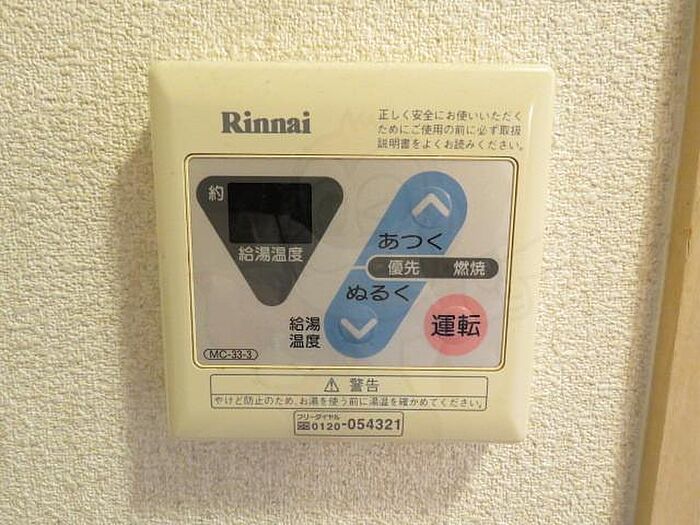 Rinnai
正しく安全にお使いいただく
ためにご使用の前に必ず取扱
説明書をよくお読みください。
約
給湯温度
あつく
優先 燃焼
ぬるく
給湯
温度
運転
MC-33-3
⚠ 警告
やけど防止のため、お湯を使う前に湯温を確かめてください。
フリーダイヤル
0120-054321